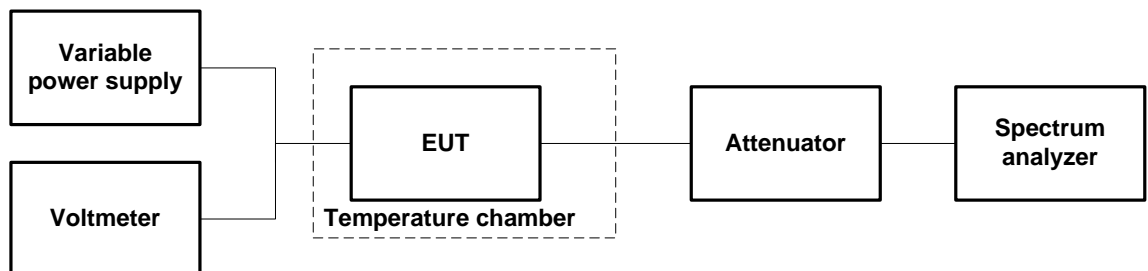 Variable
power supply
Voltmeter
EUT
Temperature chamber
Attenuator
Spectrum
analyzer